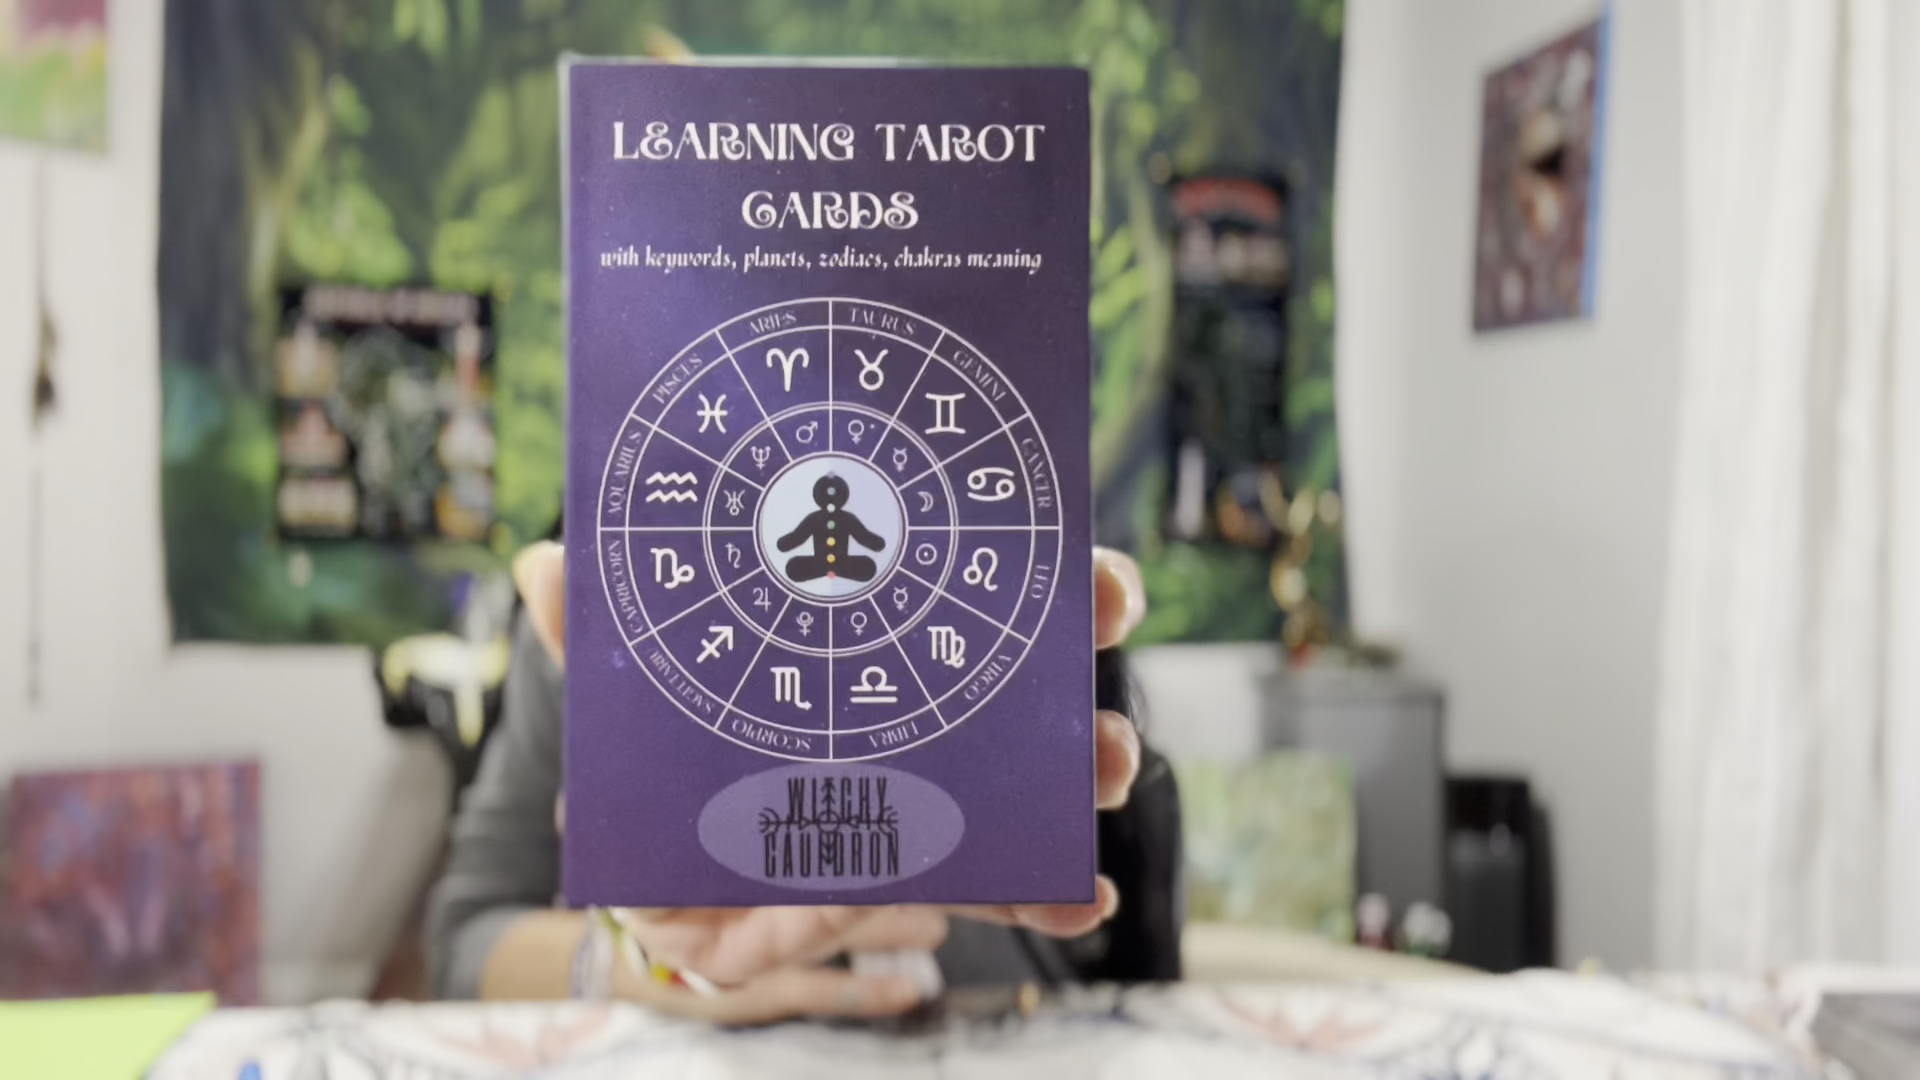 LEARNING TAROT
CARDS
with keywords, planets, zodiacs, chakras meaning
ARIES
TAURUS
GEMINI
CANCER
LEO
VIRGO
LIBRA
SCORPIO
CAPRICORN
AQUARIUS
PISCES
WITCHY
CAULDRON